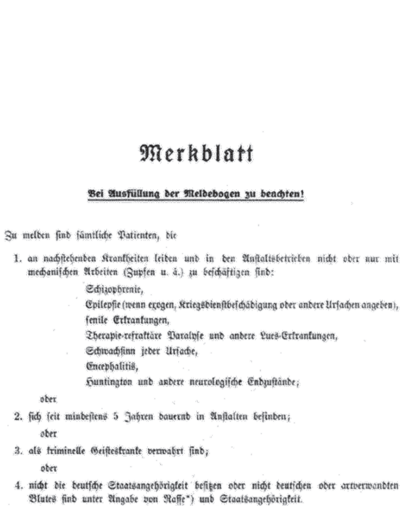 Merkblatt
Bei Ausfüllung der Meldebogen zu beachten!
Zu melden sind sämtliche Patienten, die
1. an nachstehenden Krankheiten leiden und in den Anstaltsbetrieben nicht oder nur mit
mechanischen Arbeiten (Zupfen u. ä.) zu beschäftigen sind:
Schizophrenie,
Epilepsie (wenn exogen, Kriegsdienstbeschädigung oder andere Ursachen angeben),
senile Erkrankungen,
Therapie-refraktäre Paralyse und andere Lues-Erkrankungen,
Schwachsinn jeder Ursache,
Encephalitis,
Huntington und andere neurologische Endzustände;
oder
2. sich seit mindestens 5 Jahren dauernd in Anstalten befinden;
oder
3. als kriminelle Geisteskranke verwahrt sind;
oder
4. nicht die deutsche Staatsangehörigkeit besitzen oder nicht deutschen oder artverwandten
Blutes sind unter Angabe von Rasse*) und Staatsangehörigkeit.